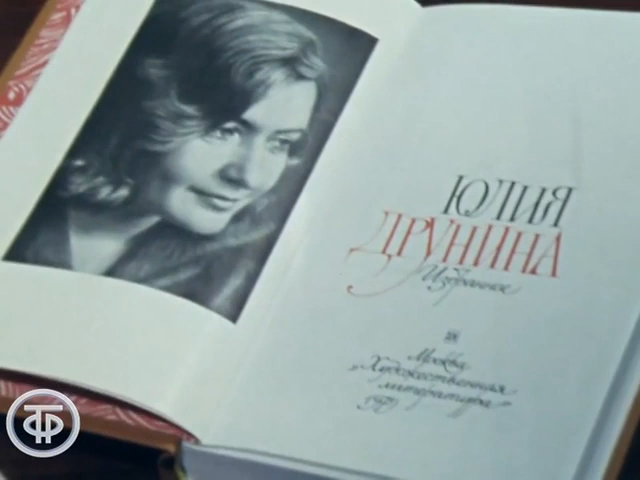 ЮЛИЯ
ДРУНИНА
Избранное
Москва
„Художественная
литература“